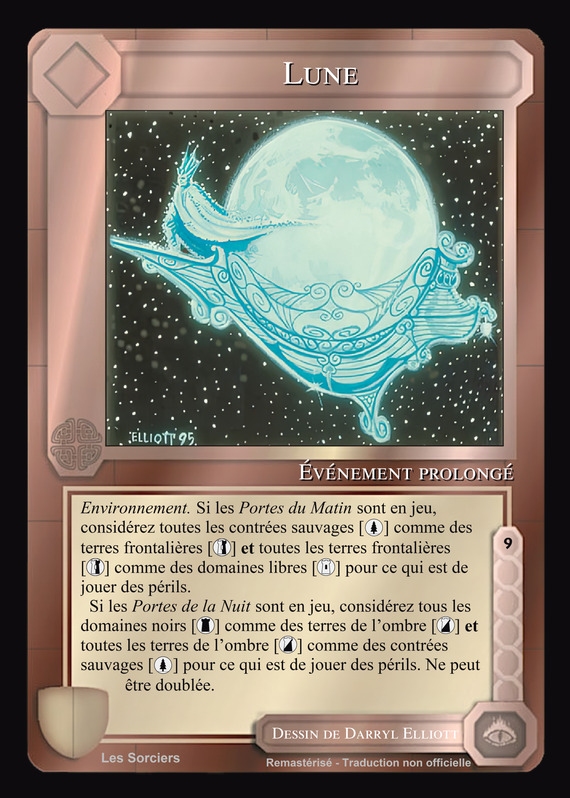 Lune
ELLIOTT 95
Événement prolongé
Environnement. Si les Portes du Matin sont en jeu,
considérez toutes les contrées sauvages [ ] comme des
terres frontalières [ ] et toutes les terres frontalières
[ ] comme des domaines libres [ ] pour ce qui est de
jouer des périls.
Si les Portes de la Nuit sont en jeu, considérez tous les
domaines noirs [ ] comme des terres de l’ombre [ ] et
toutes les terres de l’ombre [ ] comme des contrées
sauvages [ ] pour ce qui est de jouer des périls. Ne peut
être doublée.
9
Dessin de Darryl Elliott
Les Sorciers
Remastérisé - Traduction non officielle